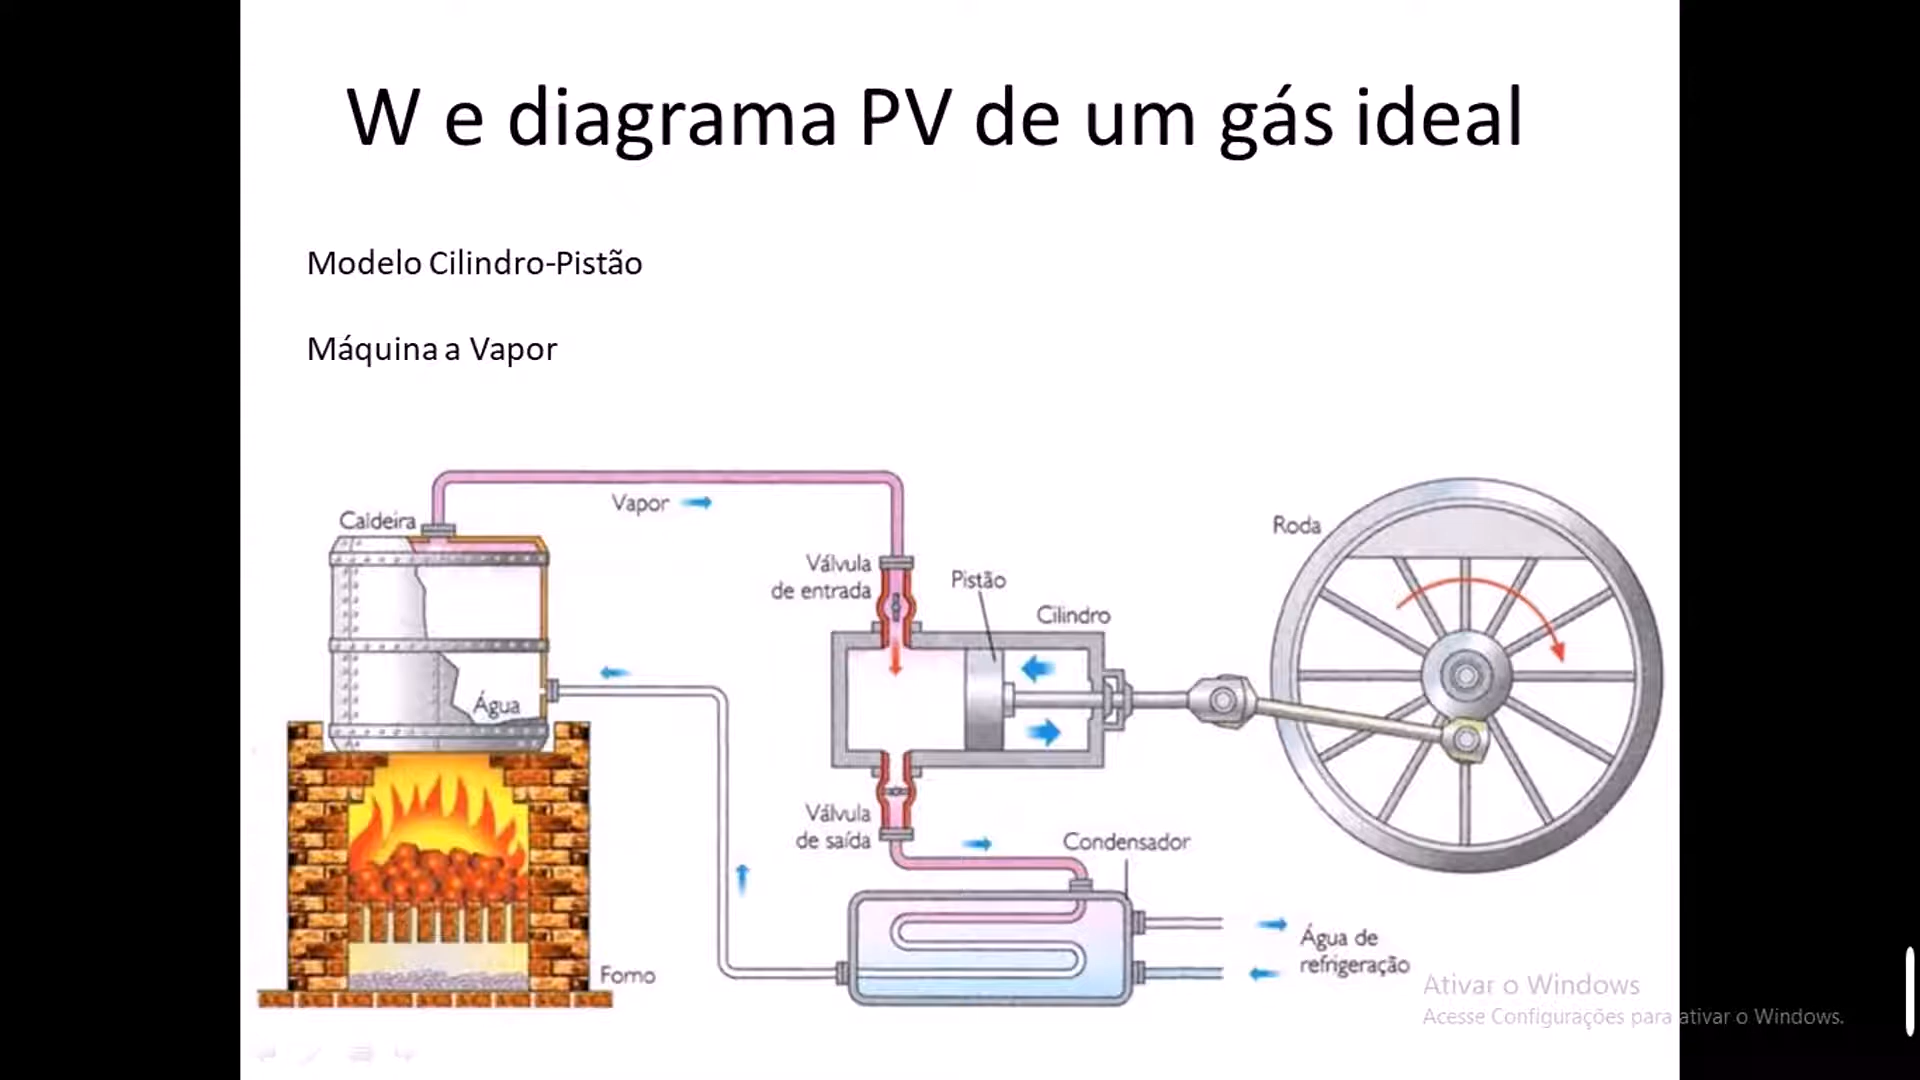 W e diagrama PV de um gás ideal
Modelo Cilindro-Pistão
Máquina a Vapor
Vapor
Caldeira
Roda
Válvula
de entrada
Pistão
Cilindro
Água
Válvula
de saída
Condensador
Forno
Água de
refrigeração
Ativar o Windows
Acesse Configurações para ativar o Windows.